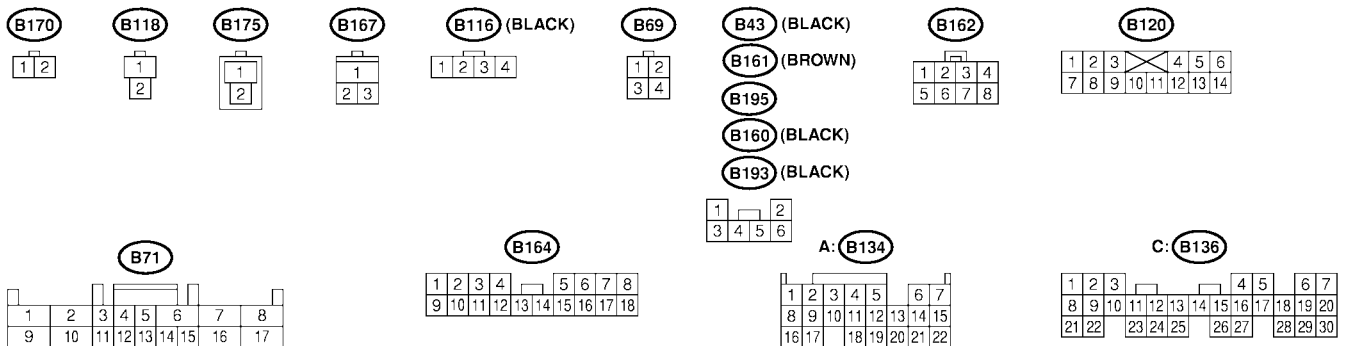 B170 B118 B175 B167 B116 (BLACK) B69 B43 (BLACK) B162 B120
1 2
1
2
1
2
1
2 3
1 2 3 4
1 2
3 4
B161 (BROWN)
B195
B160 (BLACK)
B193 (BLACK)
1 2
3 4 5 6
1 2 3 4
5 6 7 8
1 2 3 4 5 6
7 8 9 10 11 12 13 14
B71 B164 A: B134 C: B136
1 2 3 4 5 6 7 8
9 10 11 12 13 14 15 16 17
1 2 3 4 5 6 7 8
9 10 11 12 13 14 15 16 17 18
1 2 3 4 5 6 7
8 9 10 11 12 13 14 15
16 17 18 19 20 21 22
1 2 3 4 5 6 7
8 9 10 11 12 13 14 15 16 17 18 19 20
21 22 23 24 25 26 27 28 29 30